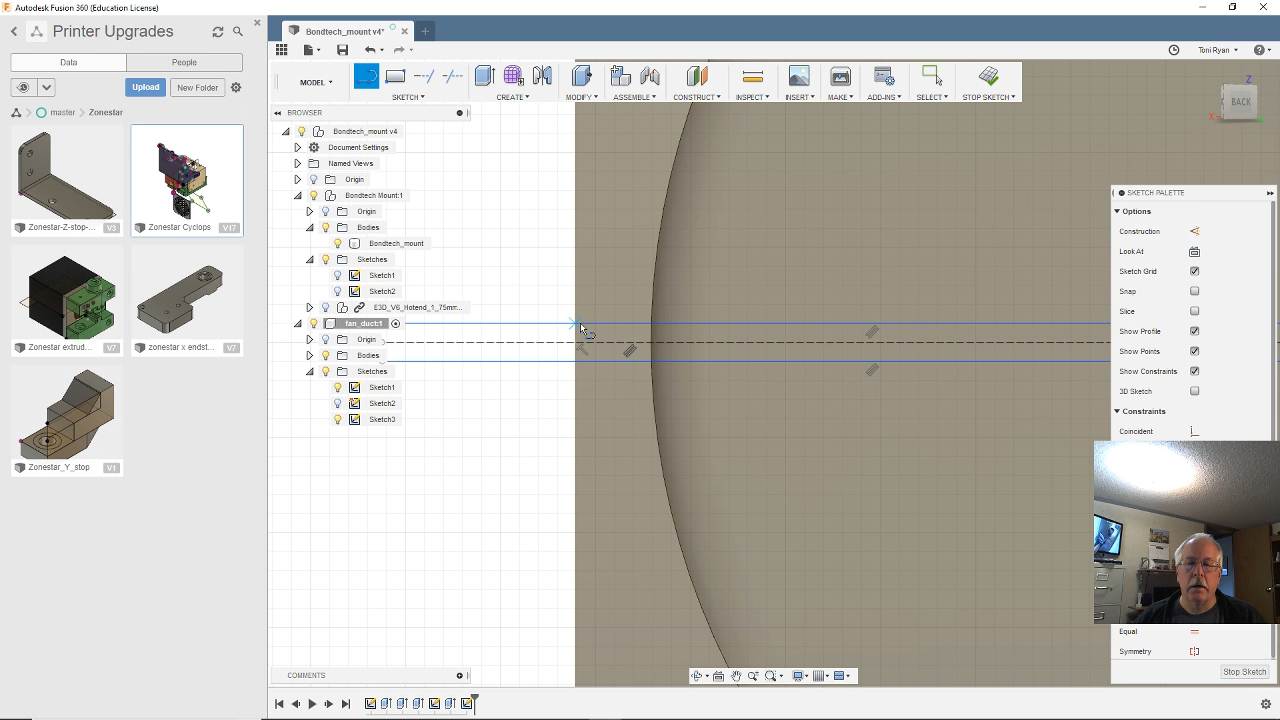 Autodesk Fusion 360 (Education License)
Printer Upgrades
Data
People
Upload
New Folder
master
Zonestar
Zonestar-Z-stop-...
V3
Zonestar Cyclops
V17
Zonestar extrud...
V7
zonestar x endst...
V7
Zonestar_Y_stop
V1
Bondtech_mount v4*
Toni Ryan
MODEL
SKETCH
CREATE
MODIFY
ASSEMBLE
CONSTRUCT
INSPECT
INSERT
MAKE
ADD-INS
SELECT
STOP SKETCH
BROWSER
Bondtech_mount v4
Document Settings
Named Views
Origin
Bondtech Mount:1
Origin
Bodies
Bondtech_mount
Sketches
Sketch1
Sketch2
E3D_V6_Hotend_1_75mm...
fan_duct:1
Origin
Bodies
Sketches
Sketch1
Sketch2
Sketch3
Z
BACK
X
SKETCH PALETTE
Options
Construction
Look At
Sketch Grid
Snap
Slice
Show Profile
Show Points
Show Constraints
3D Sketch
Constraints
Coincident
Equal
Symmetry
Stop Sketch
COMMENTS